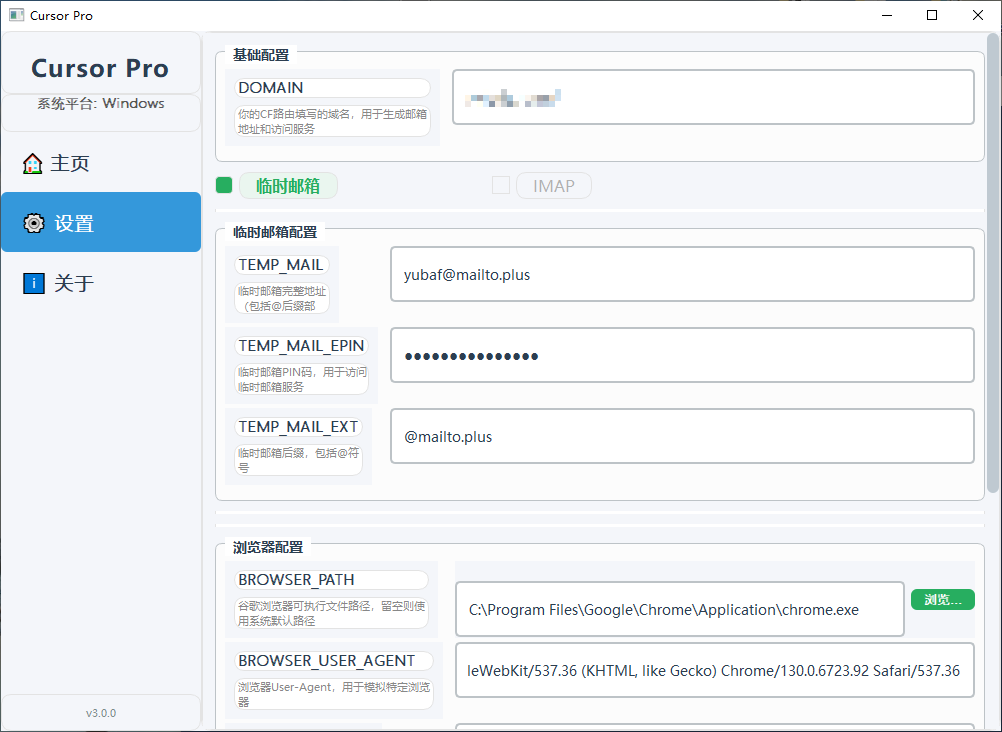 Cursor Pro
Cursor Pro
系统平台: Windows
主页
设置
关于
v3.0.0
基础配置
DOMAIN
你的CF路由填写的域名，用于生成邮箱
地址和访问服务
临时邮箱
IMAP
临时邮箱配置
TEMP_MAIL
临时邮箱完整地址
（包括@后缀部
yubaf@mailto.plus
TEMP_MAIL_EPIN
临时邮箱PIN码，用于访问
临时邮箱服务
●●●●●●●●●●●●●●●
TEMP_MAIL_EXT
临时邮箱后缀，包括@符
号
@mailto.plus
浏览器配置
BROWSER_PATH
谷歌浏览器可执行文件路径，留空则使
用系统默认路径
C:\Program Files\Google\Chrome\Application\chrome.exe
浏览...
BROWSER_USER_AGENT
浏览器User-Agent，用于模拟特定浏览
器
leWebKit/537.36 (KHTML, like Gecko) Chrome/130.0.6723.92 Safari/537.36